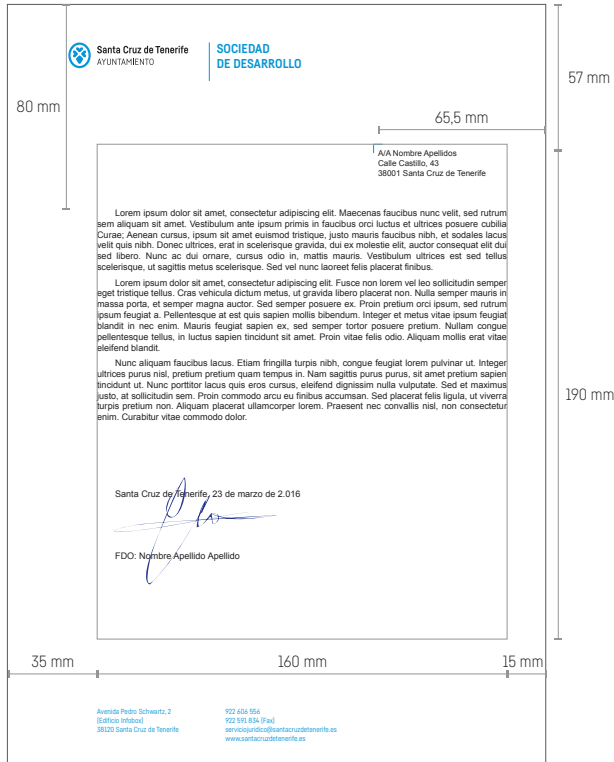 Santa Cruz de Tenerife
AYUNTAMIENTO
SOCIEDAD
DE DESARROLLO
80 mm
57 mm
65,5 mm
A/A Nombre Apellidos
Calle Castillo, 43
38001 Santa Cruz de Tenerife
Lorem ipsum dolor sit amet, consectetur adipiscing elit. Maecenas faucibus nunc velit, sed rutrum
sem aliquam sit amet. Vestibulum ante ipsum primis in faucibus orci luctus et ultrices posuere cubilia
Curae; Aenean cursus, ipsum sit amet euismod tristique, justo mauris faucibus nibh, et sodales lacus
velit quis nibh. Donec ultrices, erat in scelerisque gravida, dui ex molestie elit, auctor consequat elit dui
sed libero. Nunc ac dui ornare, cursus odio in, mattis mauris. Vestibulum ultrices est sed tellus
scelerisque, ut sagittis metus scelerisque. Sed vel nunc laoreet felis placerat finibus.
Lorem ipsum dolor sit amet, consectetur adipiscing elit. Fusce non lorem vel leo sollicitudin semper
eget tristique tellus. Cras vehicula dictum metus, ut gravida libero placerat non. Nulla semper mauris in
massa porta, et semper magna auctor. Sed semper posuere ex. Proin pretium orci ipsum, sed rutrum
ipsum feugiat a. Pellentesque at est quis sapien mollis bibendum. Integer et metus vitae ipsum feugiat
blandit in nec enim. Mauris feugiat sapien ex, sed semper tortor posuere pretium. Nullam congue
pellentesque tellus, in luctus sapien tincidunt sit amet. Proin vitae felis odio. Aliquam mollis erat vitae
eleifend blandit.
Nunc aliquam faucibus lacus. Etiam fringilla turpis nibh, congue feugiat lorem pulvinar ut. Integer
ultrices purus nisl, pretium pretium quam tempus in. Nam sagittis purus purus, sit amet pretium sapien
tincidunt ut. Nunc porttitor lacus quis eros cursus, eleifend dignissim nulla vulputate. Sed et maximus
justo, at sollicitudin sem. Proin commodo arcu eu finibus accumsan. Sed placerat felis ligula, ut viverra
turpis pretium non. Aliquam placerat ullamcorper lorem. Praesent nec convallis nisl, non consectetur
enim. Curabitur vitae commodo dolor.
190 mm
Santa Cruz de Tenerife, 23 de marzo de 2.016
FDO: Nombre Apellido Apellido
35 mm
160 mm
15 mm
Avenida Pedro Schwartz, 2
(Edificio Infobox)
38120 Santa Cruz de Tenerife
922 606 556
922 591 834 (Fax)
serviciojuridico@santacruzdetenerife.es
www.santacruzdetenerife.es